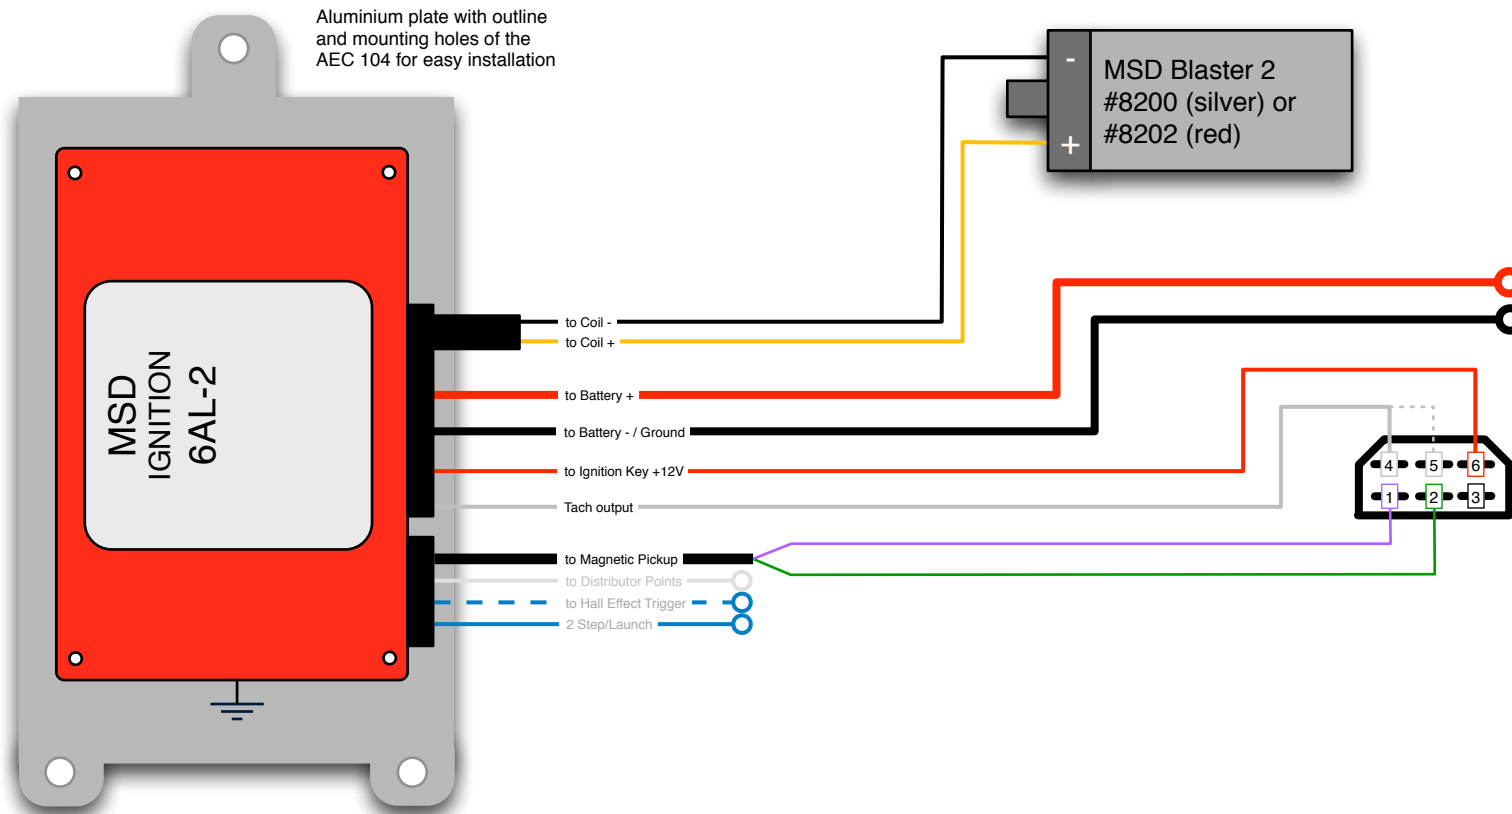 Aluminium plate with outline
and mounting holes of the
AEC 104 for easy installation
-
MSD Blaster 2
#8200 (silver) or
#8202 (red)
+
MSD
IGNITION
6AL-2
to Coil -
to Coil +
to Battery +
to Battery - / Ground
to Ignition Key +12V
Tach output
to Magnetic Pickup
to Distributor Points
to Hall Effect Trigger
2 Step/Launch
4 5 6
1 2 3